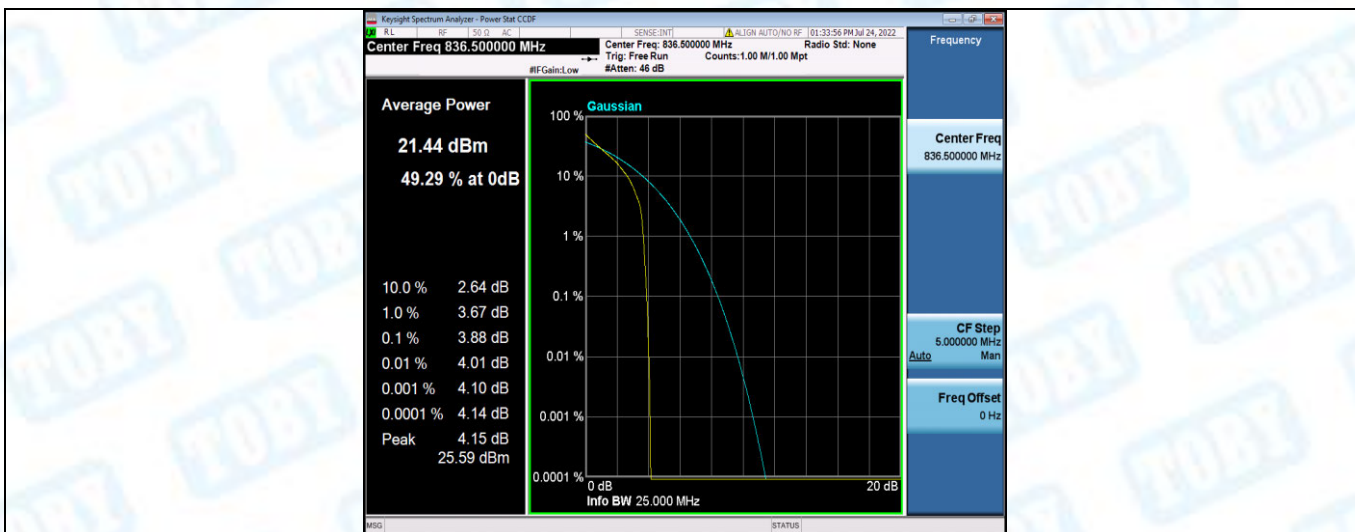 Keysight Spectrum Analyzer - Power Stat CCDF
RL RF 50 Ω AC SENSE:INT ALIGN AUTO/NO RF 01:33:56 PM Jul 24, 2022
Center Freq 836.500000 MHz
Center Freq: 836.500000 MHz Radio Std: None
Trig: Free Run Counts:1.00 M/1.00 Mpt
#IFGain:Low #Atten: 46 dB
Frequency
Average Power
21.44 dBm
49.29 % at 0dB
10.0 % 2.64 dB
1.0 % 3.67 dB
0.1 % 3.88 dB
0.01 % 4.01 dB
0.001 % 4.10 dB
0.0001 % 4.14 dB
Peak 4.15 dB
25.59 dBm
Gaussian
100 %
10 %
1 %
0.1 %
0.01 %
0.001 %
0.0001 %
0 dB 20 dB
Info BW 25.000 MHz
Center Freq
836.500000 MHz
CF Step
5.000000 MHz
Auto Man
Freq Offset
0 Hz
MSG STATUS
TOBY
TOBY
TOBY
TOBY
TOBY
TOBY
TOBY